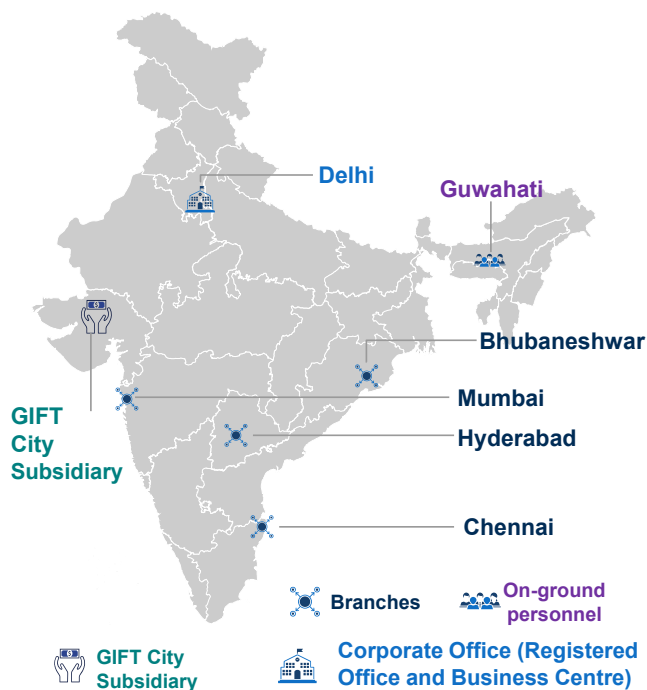 Delhi
Guwahati
Bhubaneshwar
Mumbai
GIFT
City
Subsidiary
Hyderabad
Chennai
Branches
On-ground
personnel
GIFT City
Subsidiary
Corporate Office (Registered
Office and Business Centre)